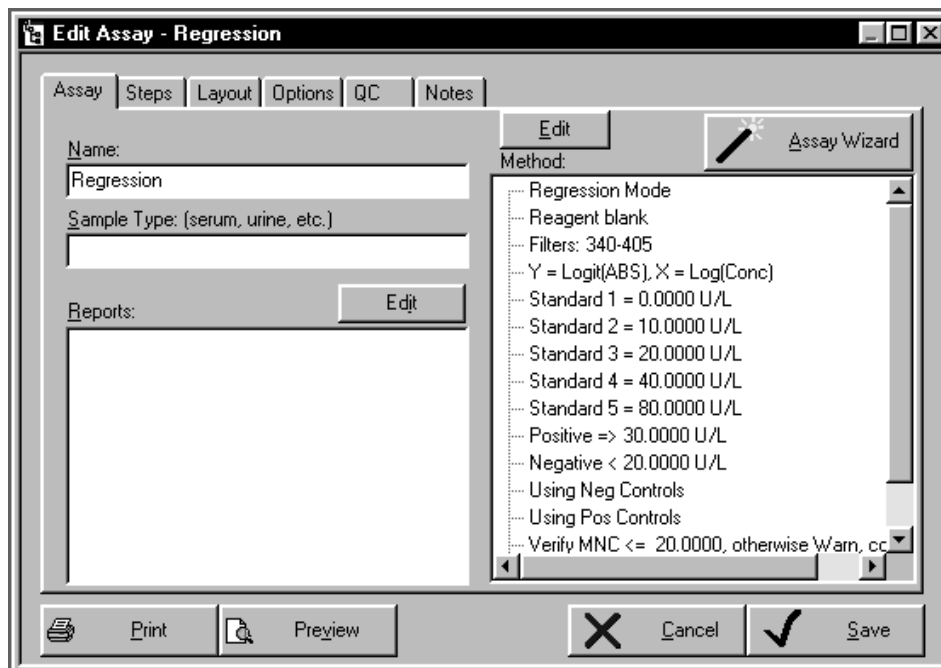 Edit Assay - Regression
Assay Steps Layout Options QC Notes
Name:
Regression
Sample Type: (serum, urine, etc.)
Reports:
Edit
Edit
Assay Wizard
Method:
Regression Mode
Reagent blank
Filters: 340-405
Y = Logit(ABS), X = Log(Conc)
Standard 1 = 0.0000 U/L
Standard 2 = 10.0000 U/L
Standard 3 = 20.0000 U/L
Standard 4 = 40.0000 U/L
Standard 5 = 80.0000 U/L
Positive => 30.0000 U/L
Negative < 20.0000 U/L
Using Neg Controls
Using Pos Controls
Verify MNC <= 20.0000, otherwise Warn, cc
Print Preview Cancel Save